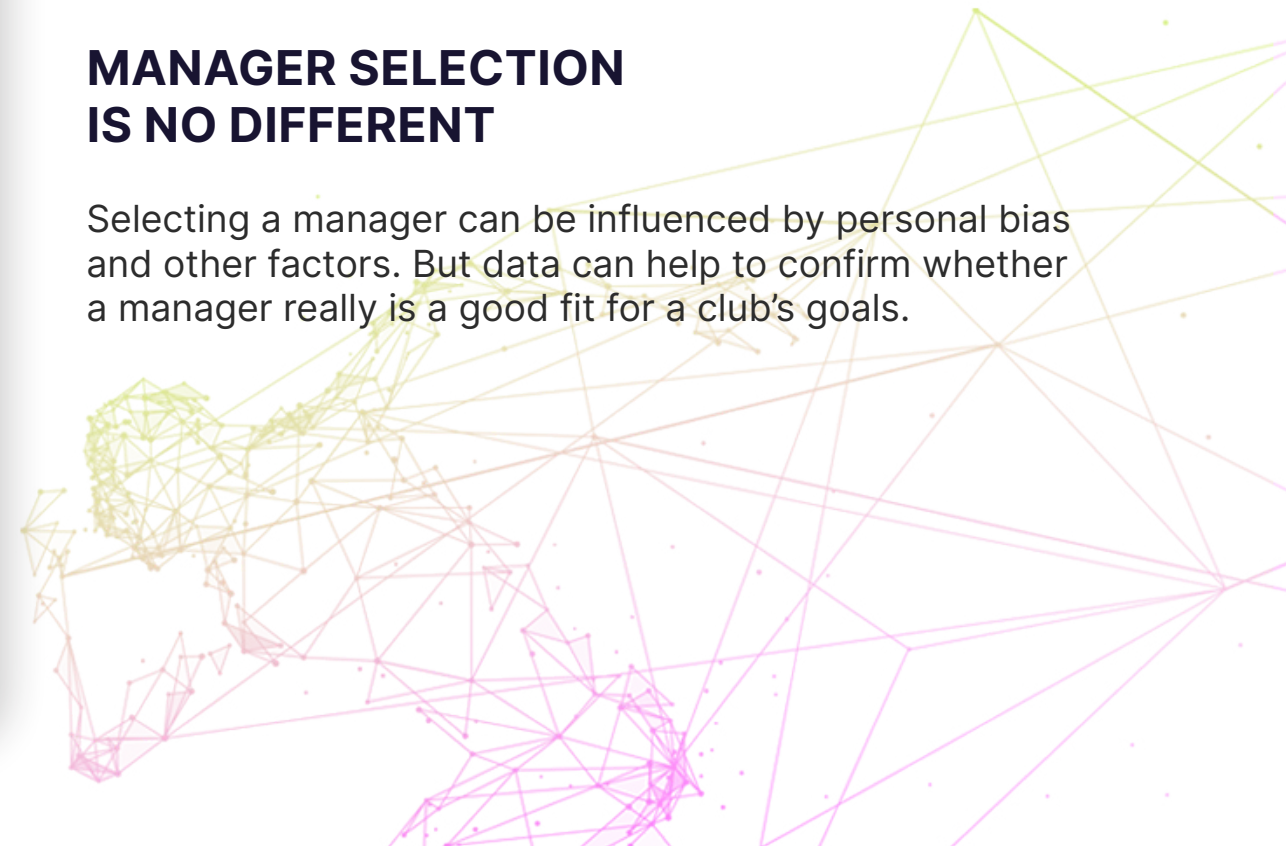 MANAGER SELECTION
IS NO DIFFERENT
Selecting a manager can be influenced by personal bias
and other factors. But data can help to confirm whether
a manager really is a good fit for a club’s goals.